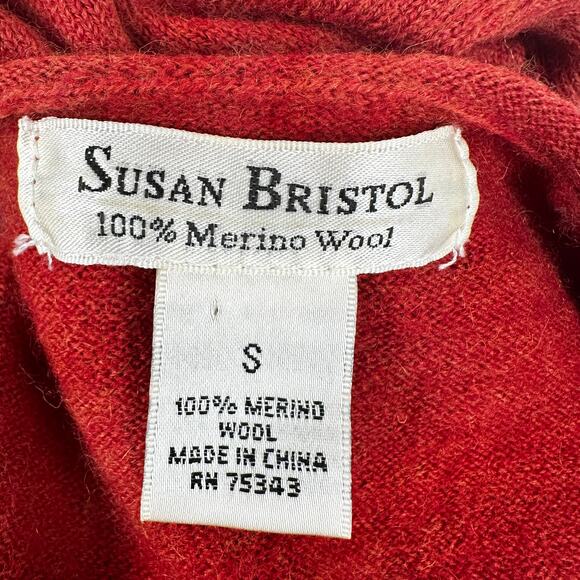 SUSAN BRISTOL
100% Merino Wool
S
100% MERINO
WOOL
MADE IN CHINA
RN 75343